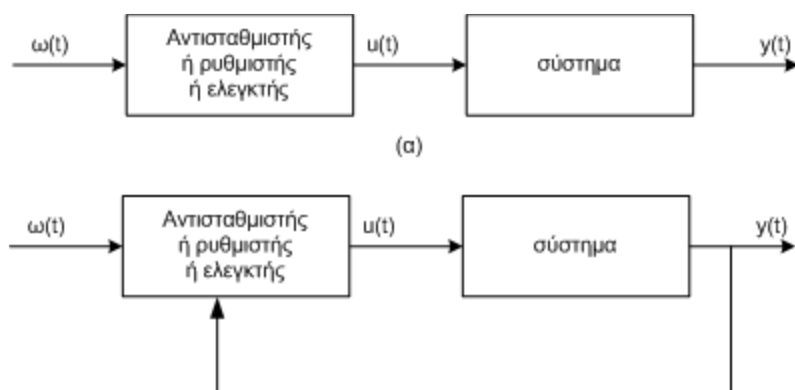 ω(t)
Αντισταθμιστής
ή ρυθμιστής
ή ελεγκτής
u(t)
σύστημα
y(t)
(α)
ω(t)
Αντισταθμιστής
ή ρυθμιστής
ή ελεγκτής
u(t)
σύστημα
y(t)